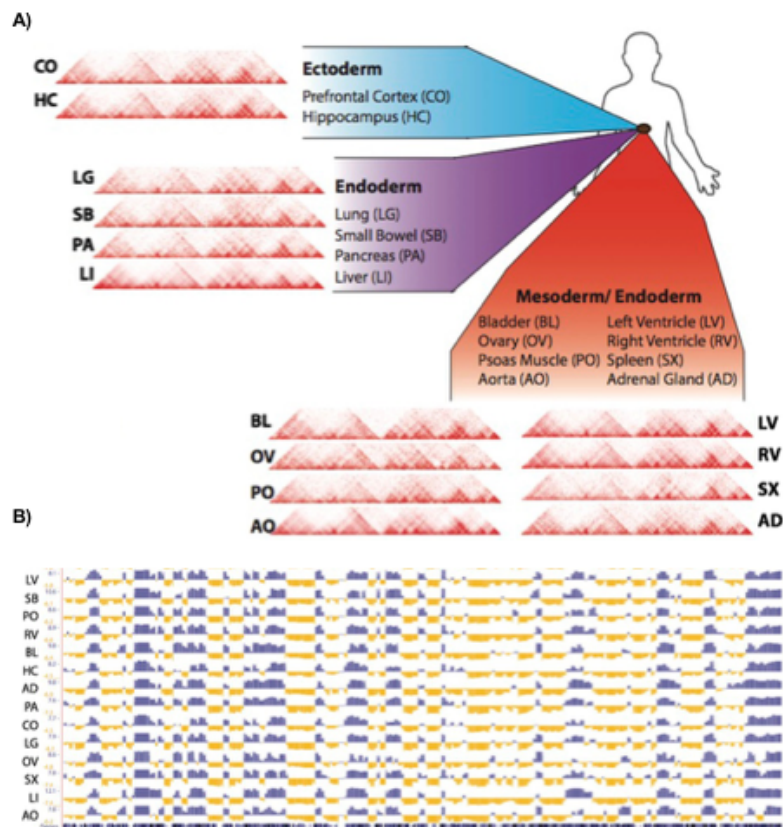 A)
CO
HC
Ectoderm
Prefrontal Cortex (CO)
Hippocampus (HC)
LG
SB
PA
LI
Endoderm
Lung (LG)
Small Bowel (SB)
Pancreas (PA)
Liver (LI)
Mesoderm/ Endoderm
Bladder (BL)
Ovary (OV)
Psoas Muscle (PO)
Aorta (AO)
Left Ventricle (LV)
Right Ventricle (RV)
Spleen (SX)
Adrenal Gland (AD)
BL
OV
PO
AO
LV
RV
SX
AD
B)
LV
SB
PO
RV
BL
HC
AD
PA
CO
LG
OV
SX
LI
AO